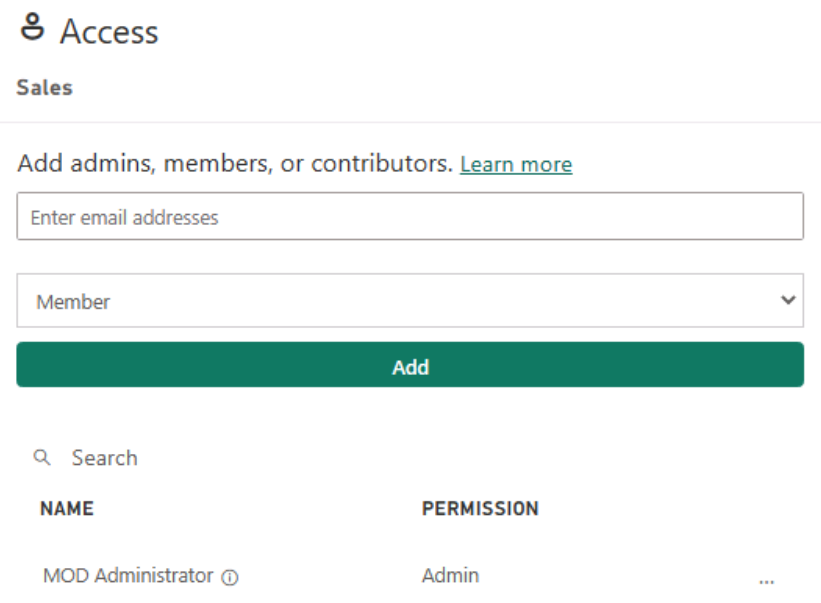 Access
Sales
Add admins, members, or contributors. Learn more
Enter email addresses
Member
Add
Search
NAME PERMISSION
MOD Administrator Admin ...